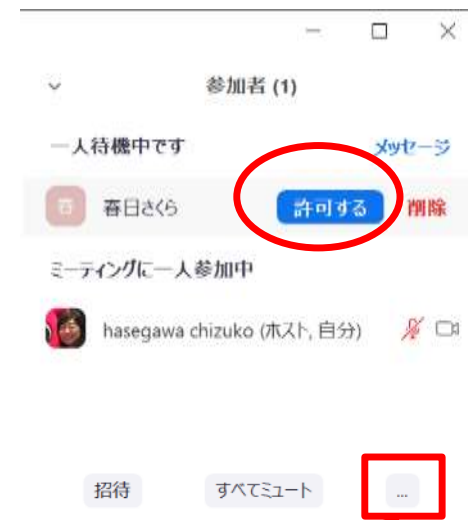 参加者 (1)
一人待機中です メッセージ
春 春日さくら 許可する 削除
ミーティングに一人参加中
hasegawa chizuko (ホスト, 自分)
招待 すべてミュート ...